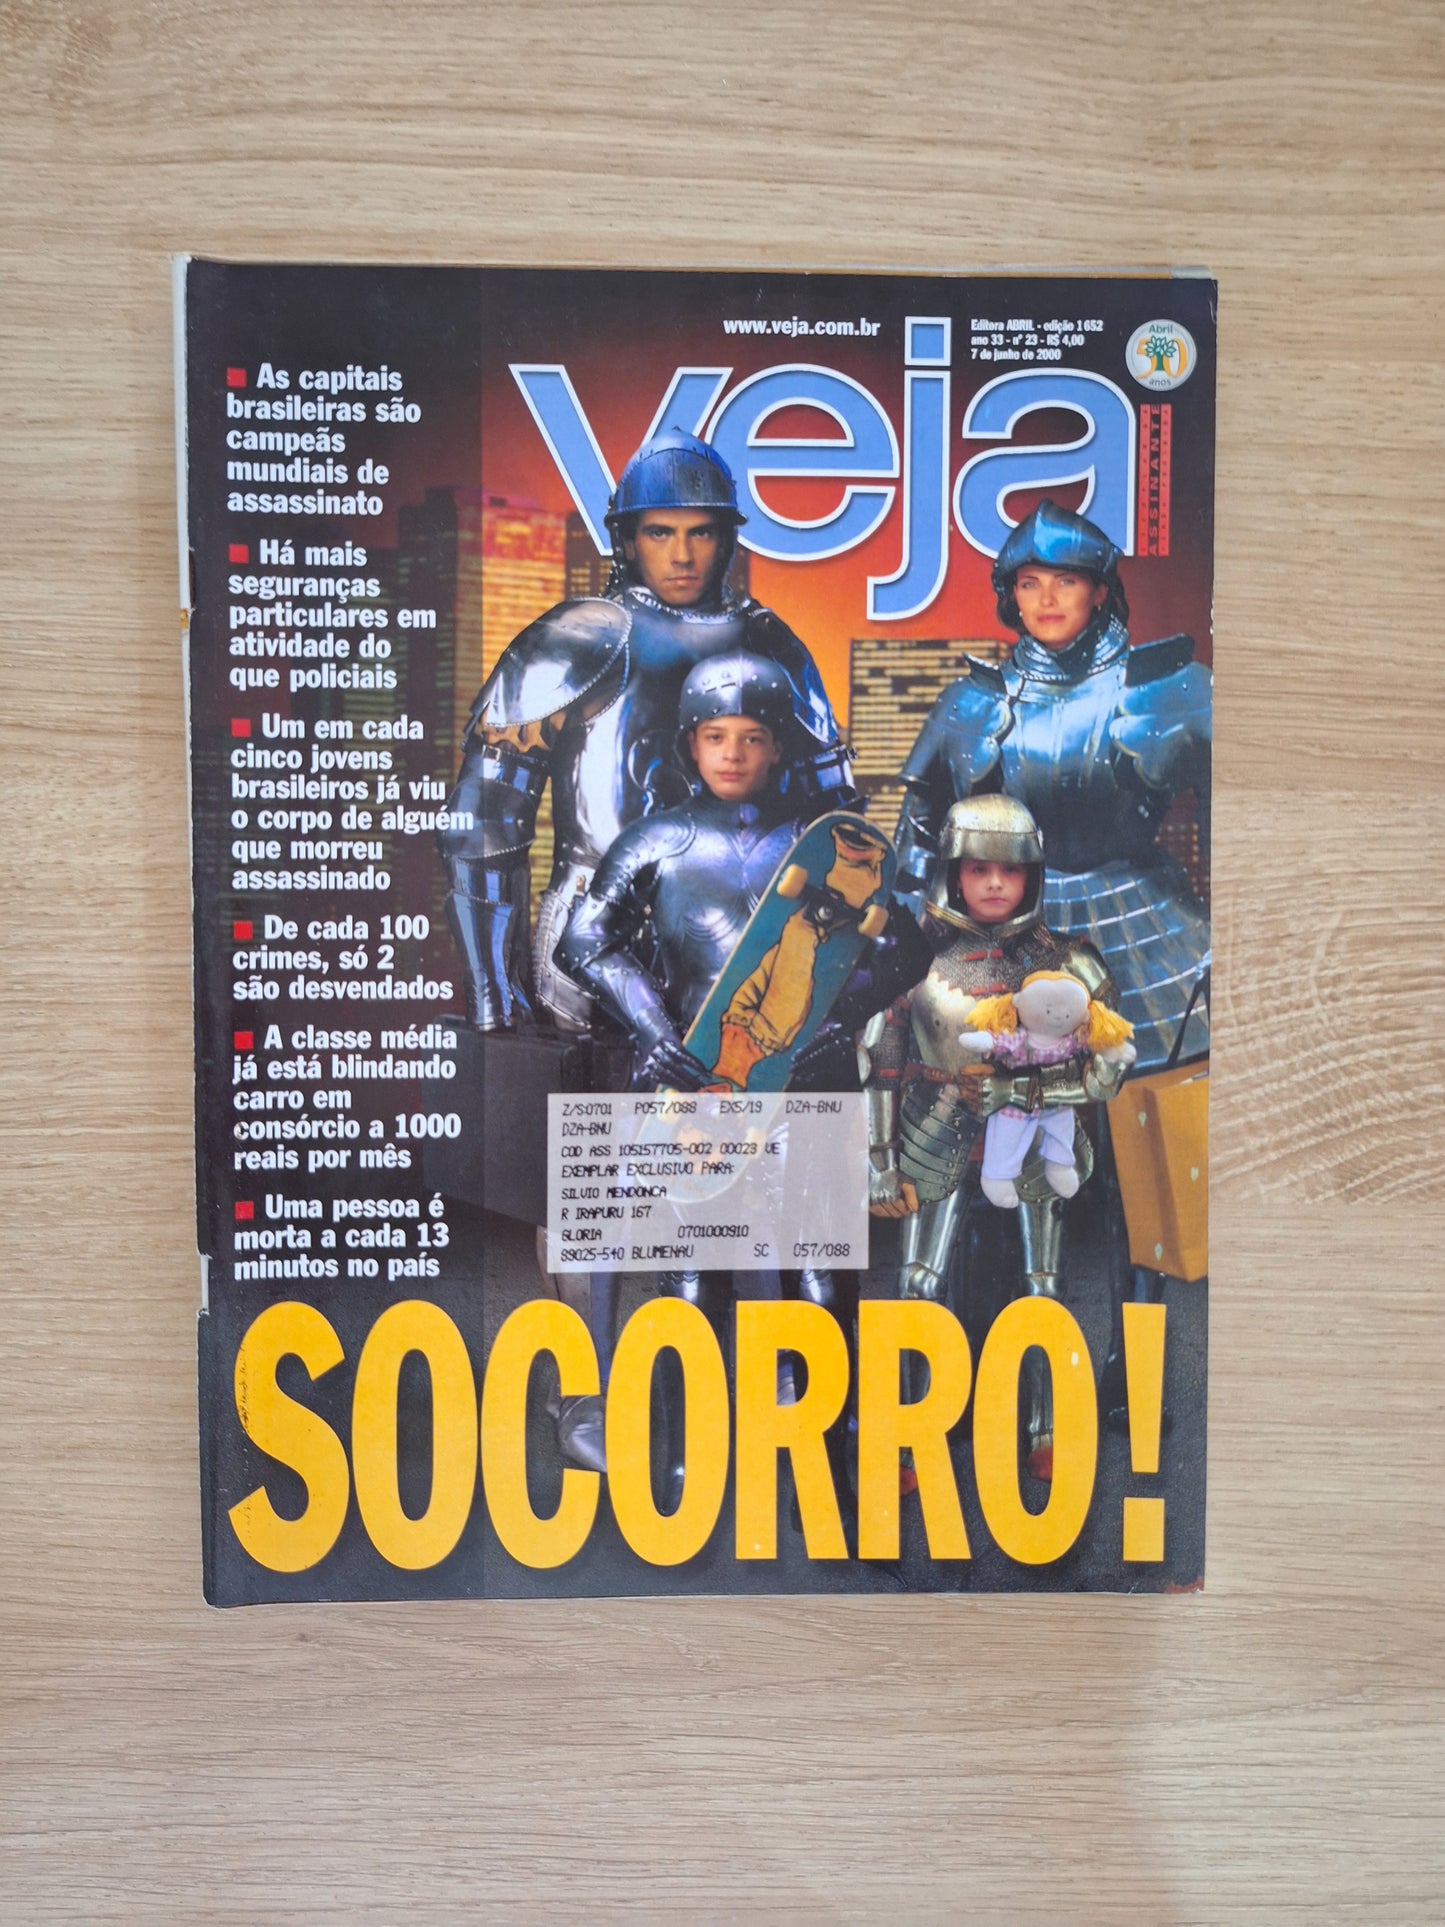 www.veja.com.br
Editora ABRIL - edição 1 652
ano 33 - nº 23 - R$ 4,00
7 de junho de 2000
Abril
50
anos
veja
ASSINANTE
As capitais
brasileiras são
campeãs
mundiais de
assassinato
Há mais
seguranças
particulares em
atividade do
que policiais
Um em cada
cinco jovens
brasileiros já viu
o corpo de alguém
que morreu
assassinado
De cada 100
crimes, só 2
são desvendados
A classe média
já está blindando
carro em
consórcio a 1000
reais por mês
Uma pessoa é
morta a cada 13
minutos no país
Z/S:0701 P057/088 EX5/19 DZA-BNU
DZA-BNU
COD ASS 105157705-002 00023 VE
EXEMPLAR EXCLUSIVO PARA:
SILVIO MENDONCA
R IRAPURU 167
GLORIA 0701000910
89025-540 BLUMENAU SC 057/088
SOCORRO!